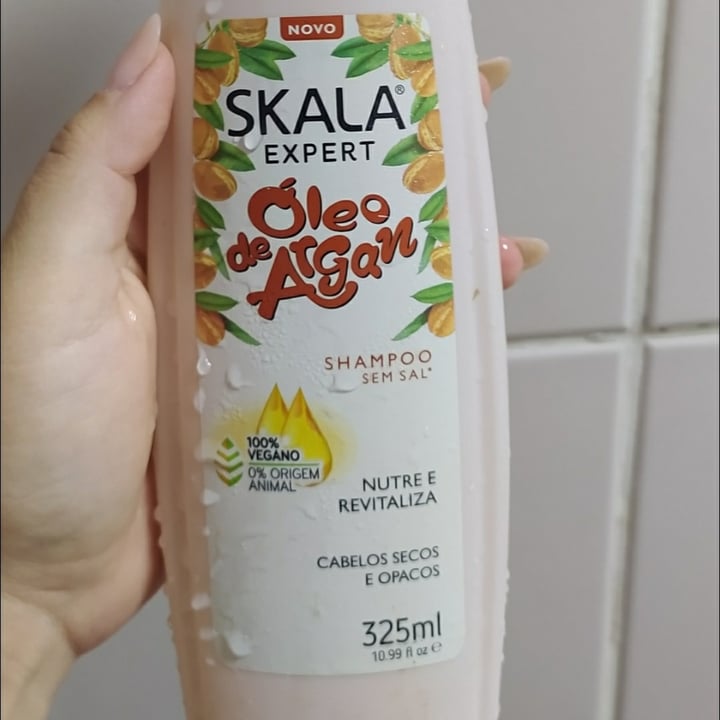 NOVO
SKALA®
EXPERT
Óleo
de Argan
SHAMPOO
SEM SAL*
100%
VEGANO
0% ORIGEM
ANIMAL
NUTRE E
REVITALIZA
CABELOS SECOS
E OPACOS
325ml
10.99 fl oz ℮